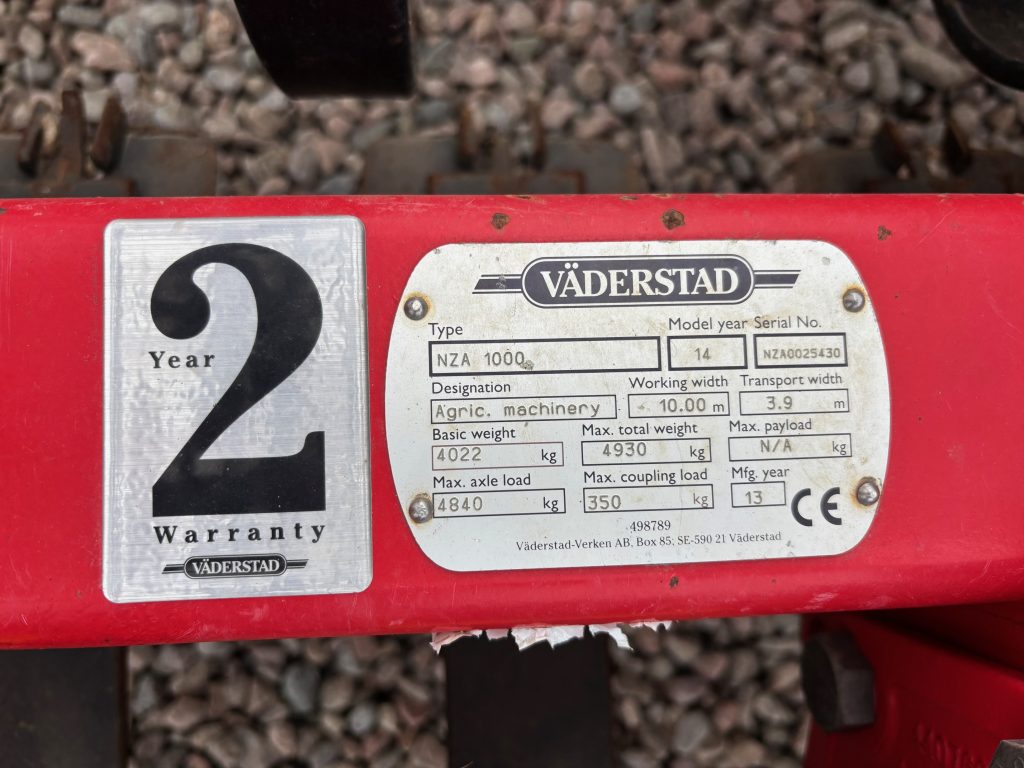 2
Year
Warranty
VÄDERSTAD
VÄDERSTAD
Type Model year Serial No.
NZA 1000 14 NZA0025430
Designation Working width Transport width
Agric. machinery 10.00 m 3.9 m
Basic weight Max. total weight Max. payload
4022 kg 4930 kg N/A kg
Max. axle load Max. coupling load Mfg. year
4840 kg 350 kg 13 CE
498789
Väderstad-Verken AB, Box 85, SE-590 21 Väderstad